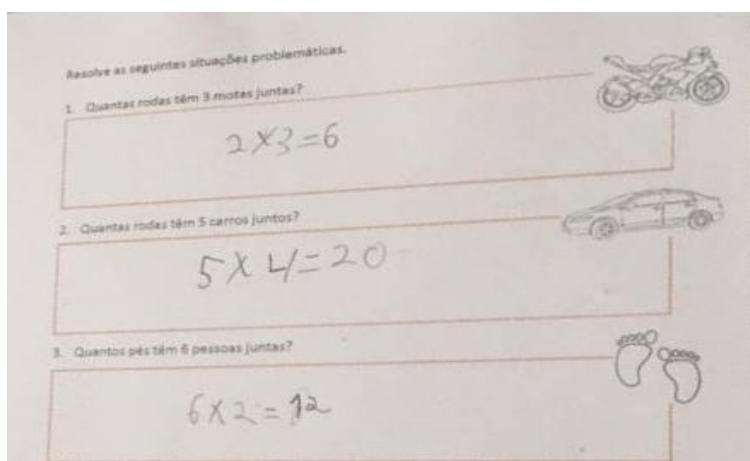 Resolve as seguintes situações problemáticas.
1. Quantas rodas têm 3 motas juntas?
2×3=6
2. Quantas rodas têm 5 carros juntos?
5×4=20
3. Quantos pés têm 6 pessoas juntas?
6×2=12